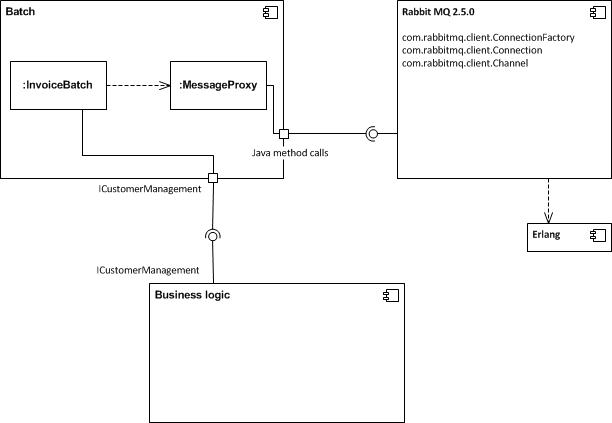 Batch
Rabbit MQ 2.5.0
com.rabbitmq.client.ConnectionFactory
com.rabbitmq.client.Connection
com.rabbitmq.client.Channel
:InvoiceBatch
:MessageProxy
Java method calls
ICustomerManagement
Erlang
ICustomerManagement
Business logic